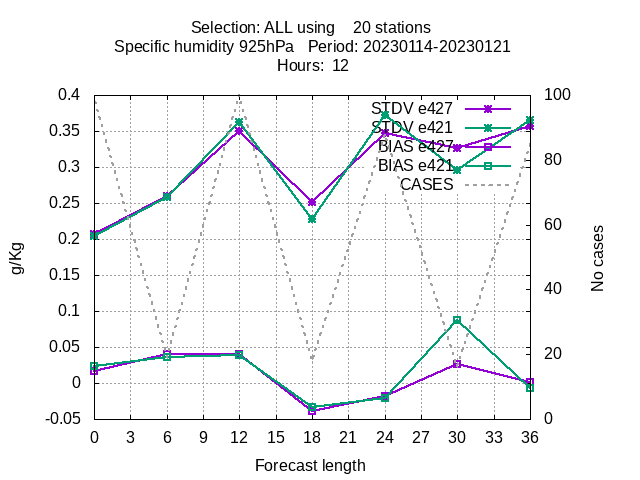 Selection: ALL using    20 stations
Specific humidity 925hPa   Period: 20230114-20230121
Hours:  12
STDV e427
STDV e421
BIAS e427
BIAS e421
CASES
0.4
0.35
0.3
0.25
0.2
0.15
0.1
0.05
0
-0.05
g/Kg
100
80
60
40
20
0
No cases
0 3 6 9 12 15 18 21 24 27 30 33 36
Forecast length